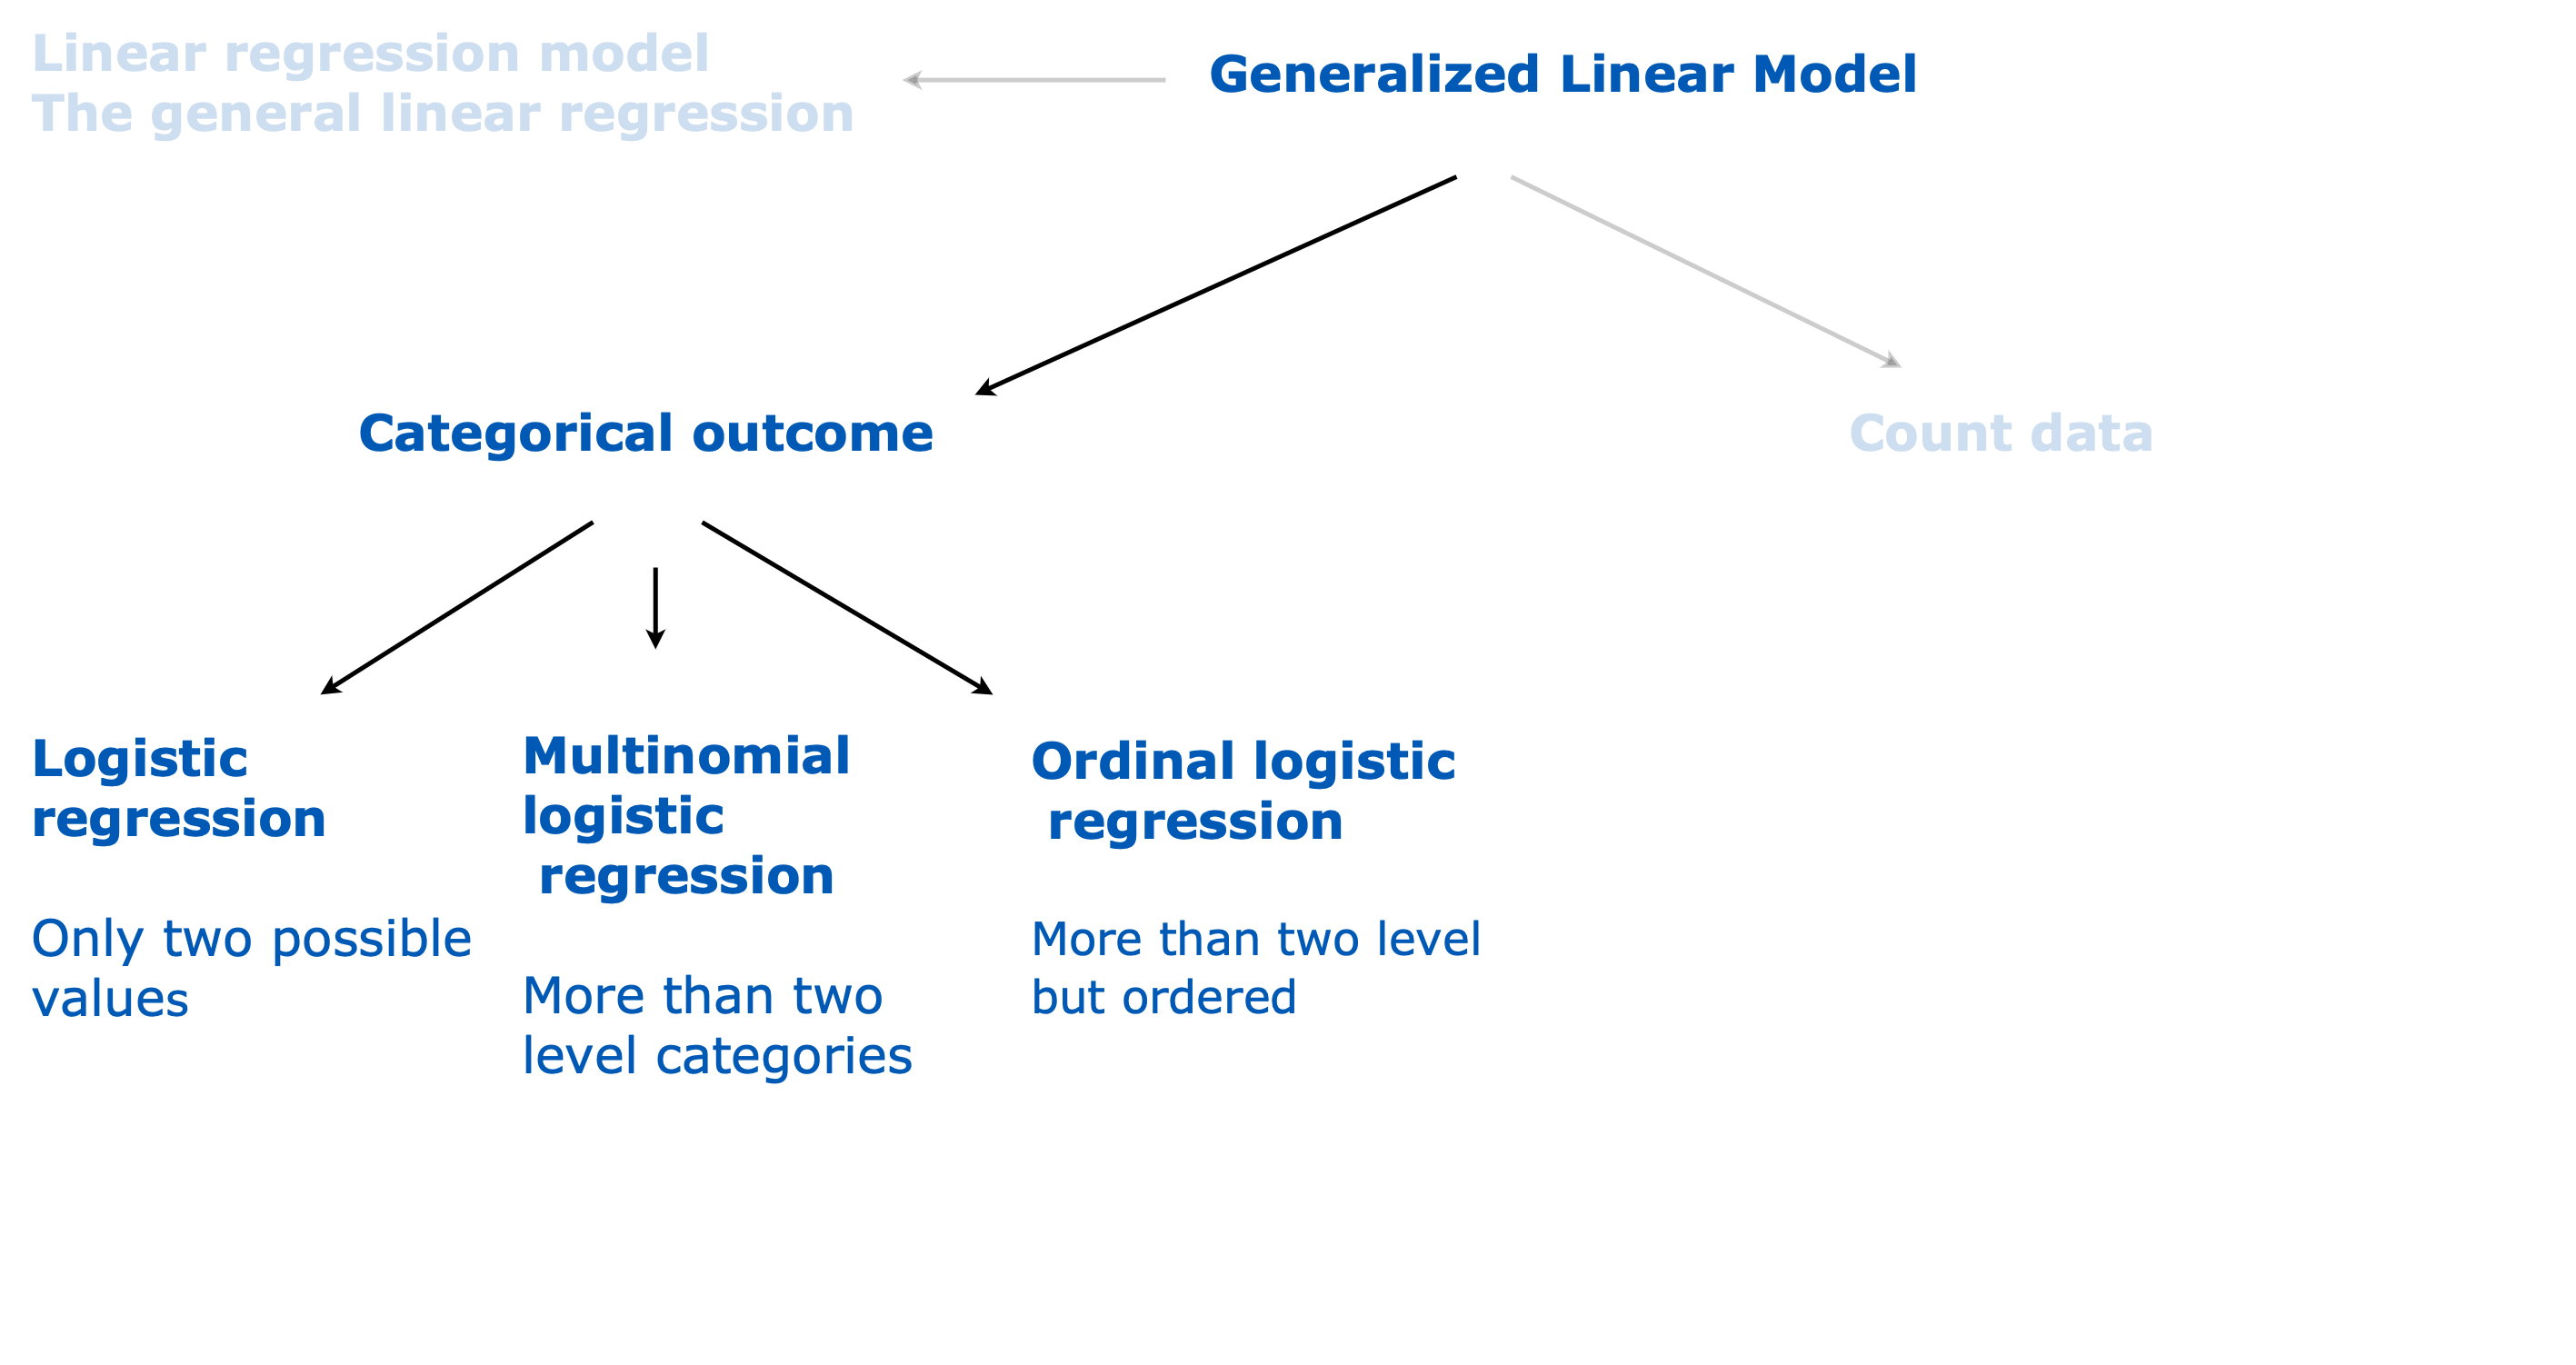 Linear regression model
The general linear regression
Generalized Linear Model
Categorical outcome
Count data
Logistic
regression
Only two possible
values
Multinomial
logistic
regression
More than two
level categories
Ordinal logistic
regression
More than two level
but ordered